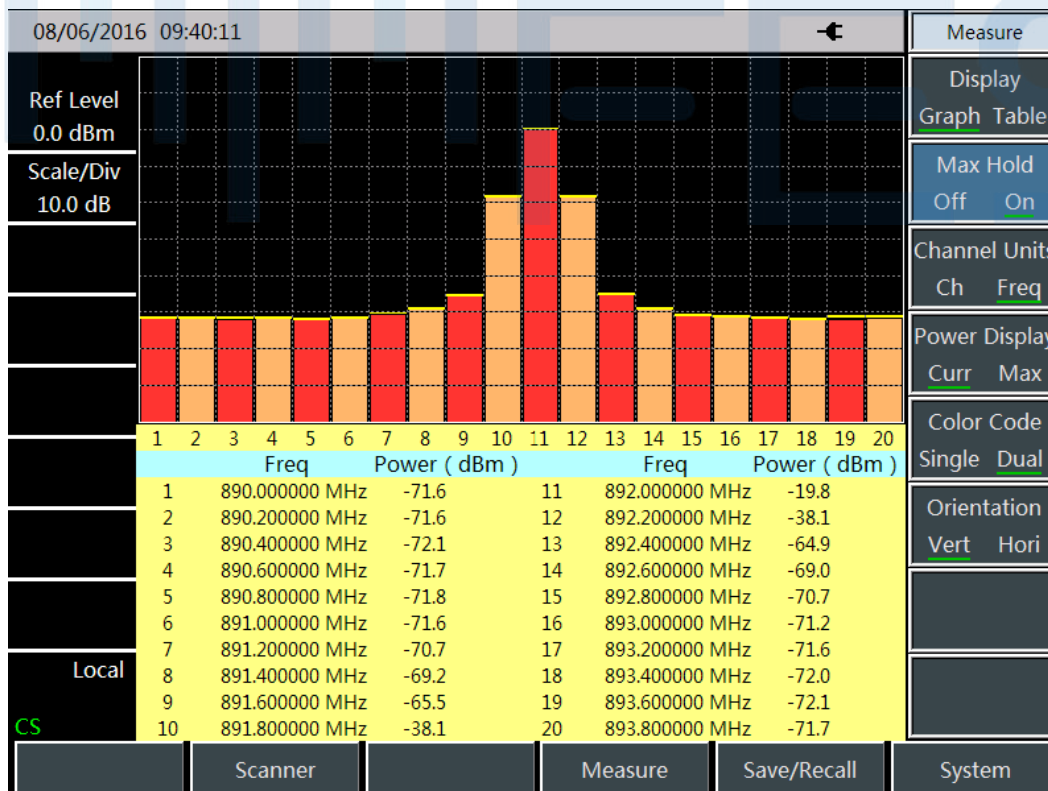 08/06/2016 09:40:11
Measure
Ref Level
0.0 dBm
Scale/Div
10.0 dB
Display
Graph Table
Max Hold
Off On
Channel Units
Ch Freq
Power Display
Curr Max
Color Code
Single Dual
Orientation
Vert Hori
1 2 3 4 5 6 7 8 9 10 11 12 13 14 15 16 17 18 19 20
Freq Power ( dBm ) Freq Power ( dBm )
1 890.000000 MHz -71.6 11 892.000000 MHz -19.8
2 890.200000 MHz -71.6 12 892.200000 MHz -38.1
3 890.400000 MHz -72.1 13 892.400000 MHz -64.9
4 890.600000 MHz -71.7 14 892.600000 MHz -69.0
5 890.800000 MHz -71.8 15 892.800000 MHz -70.7
6 891.000000 MHz -71.6 16 893.000000 MHz -71.2
7 891.200000 MHz -70.7 17 893.200000 MHz -71.6
8 891.400000 MHz -69.2 18 893.400000 MHz -72.0
9 891.600000 MHz -65.5 19 893.600000 MHz -72.1
10 891.800000 MHz -38.1 20 893.800000 MHz -71.7
Local
CS
Scanner Measure Save/Recall System